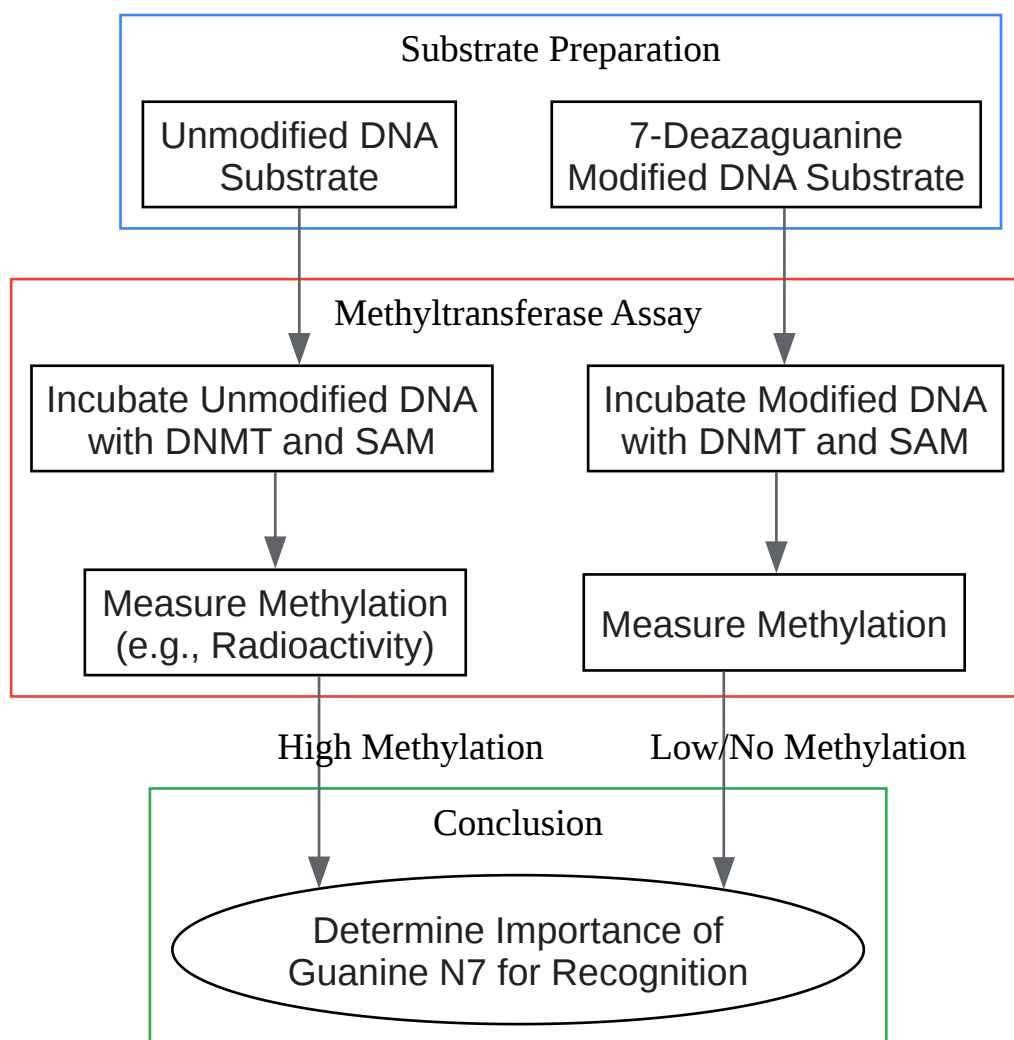 Substrate Preparation
Unmodified DNA
Substrate
7-Deazaguanine
Modified DNA Substrate
Methyltransferase Assay
Incubate Unmodified DNA
with DNMT and SAM
Incubate Modified DNA
with DNMT and SAM
Measure Methylation
(e.g., Radioactivity)
Measure Methylation
High Methylation
Low/No Methylation
Conclusion
Determine Importance of
Guanine N7 for Recognition